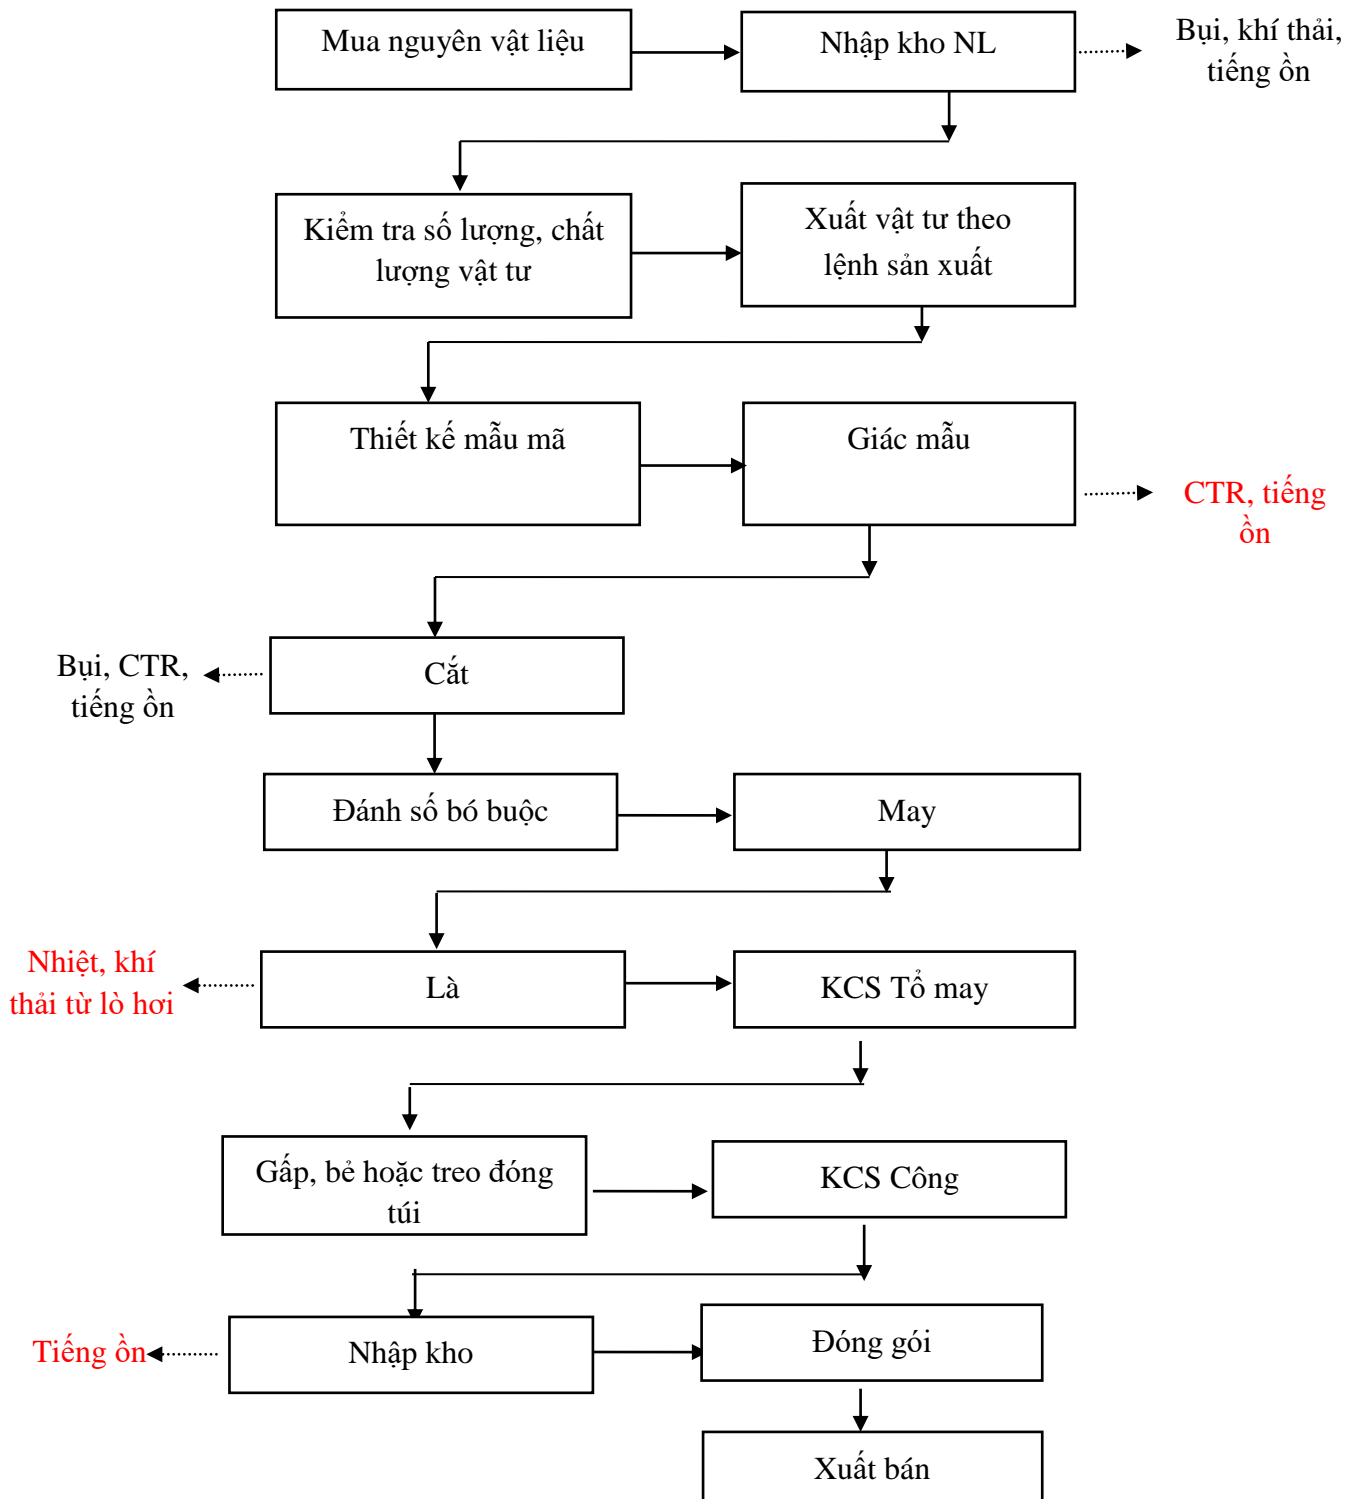 Mua nguyên vật liệu
Nhập kho NL
Bụi, khí thải,
tiếng ồn
Kiểm tra số lượng, chất
lượng vật tư
Xuất vật tư theo
lệnh sản xuất
Thiết kế mẫu mã
Giác mẫu
CTR, tiếng
ồn
Bụi, CTR,
tiếng ồn
Cắt
Đánh số bó buộc
May
Nhiệt, khí
thải từ lò hơi
Là
KCS Tổ may
Gấp, bẻ hoặc treo đóng
túi
KCS Công
Tiếng ồn
Nhập kho
Đóng gói
Xuất bán